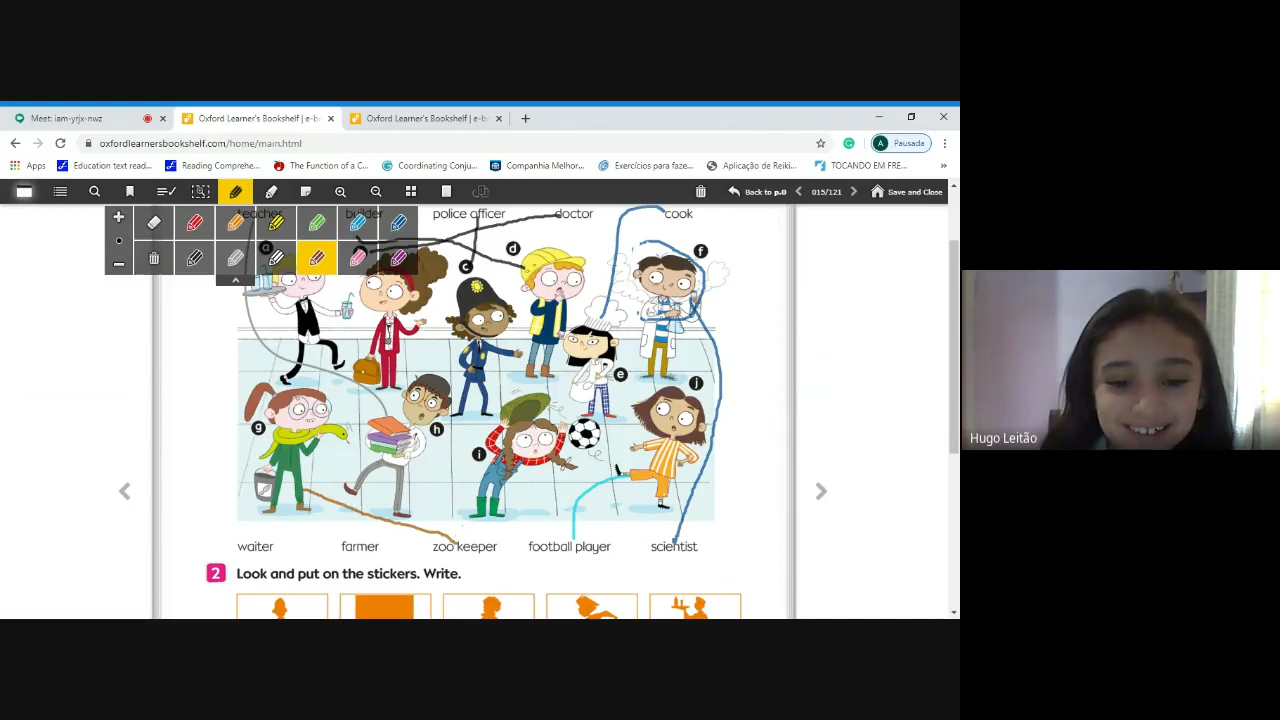 Meet: iam-yrjx-nwz
Oxford Learner's Bookshelf | e-b
Oxford Learner's Bookshelf | e-bc
oxfordlearnersbookshelf.com/home/main.html
A Pausada
Apps Education text read... Reading Comprehe... The Function of a C... Coordinating Conju... Companhia Melhor... Exercícios para faze... Aplicação de Reiki... TOCANDO EM FRE... »
Back to p.0 015/121 Save and Close
teacher builder police officer doctor cook
a
c
d
f
e
j
g
h
i
waiter farmer zoo keeper football player scientist
2 Look and put on the stickers. Write.
Hugo Leitão